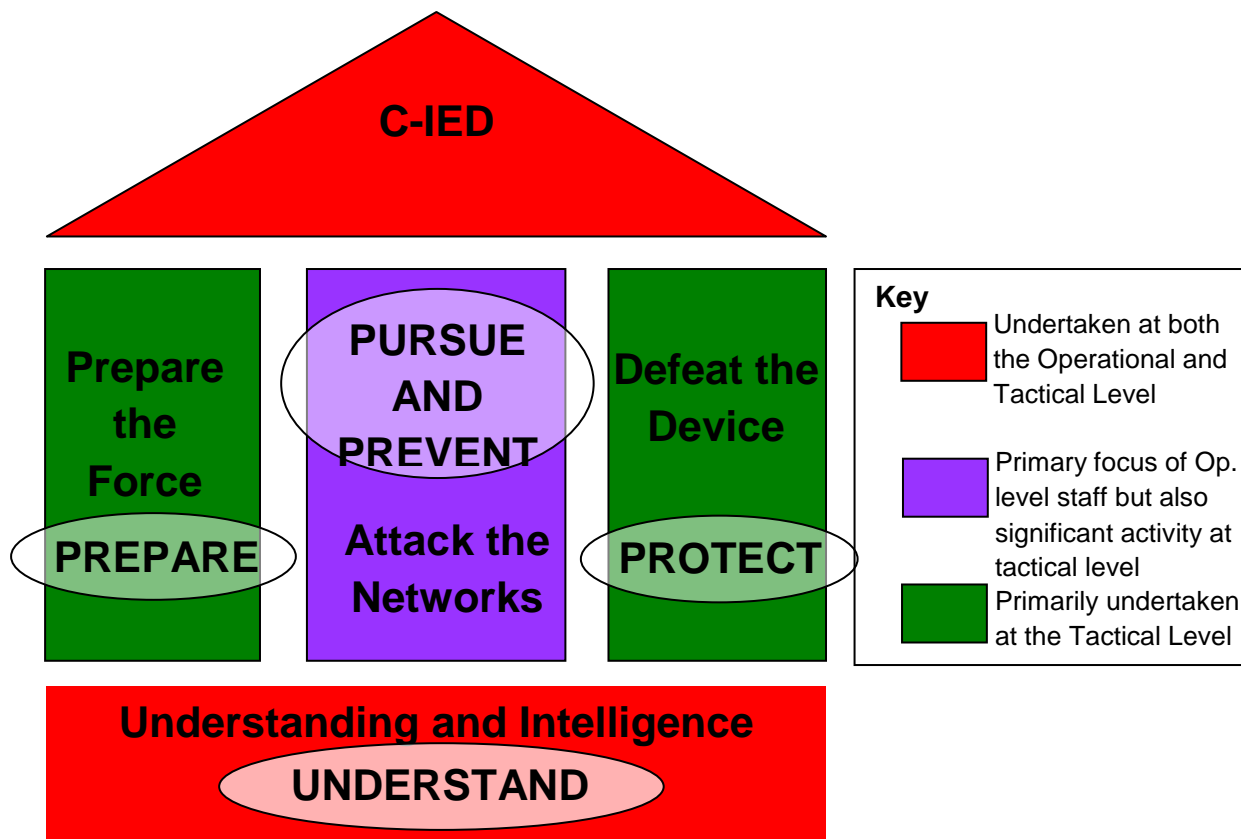 C-IED
Prepare
the
Force
PREPARE
PURSUE
AND
PREVENT
Attack the
Networks
Defeat the
Device
PROTECT
Key
Undertaken at both
the Operational and
Tactical Level
Primary focus of Op.
level staff but also
significant activity at
tactical level
Primarily undertaken
at the Tactical Level
Understanding and Intelligence
UNDERSTAND